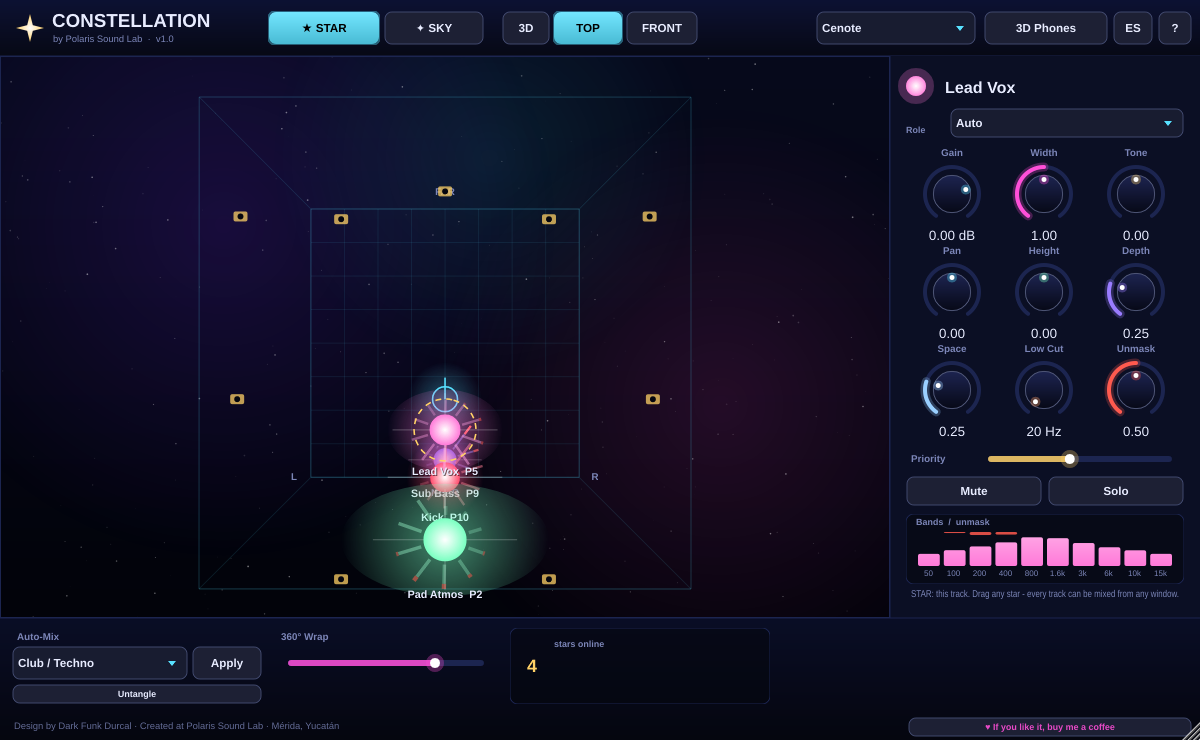 CONSTELLATION
by Polaris Sound Lab · v1.0
★ STAR
✦ SKY
3D
TOP
FRONT
Cenote
3D Phones
ES
?
Lead Vox
Role
Auto
Gain Width Tone
0.00 dB 1.00 0.00
Pan Height Depth
0.00 0.00 0.25
Space Low Cut Unmask
0.25 20 Hz 0.50
Priority
Mute
Solo
Bands / unmask
50 100 200 400 800 1.6k 3k 6k 10k 15k
STAR: this track. Drag any star - every track can be mixed from any window.
L
R
Lead Vox P5
Sub Bass P9
Kick P10
Pad Atmos P2
Auto-Mix
Club / Techno
Apply
Untangle
360° Wrap
stars online
4
Design by Dark Funk Durcal · Created at Polaris Sound Lab · Mérida, Yucatán
♥ If you like it, buy me a coffee